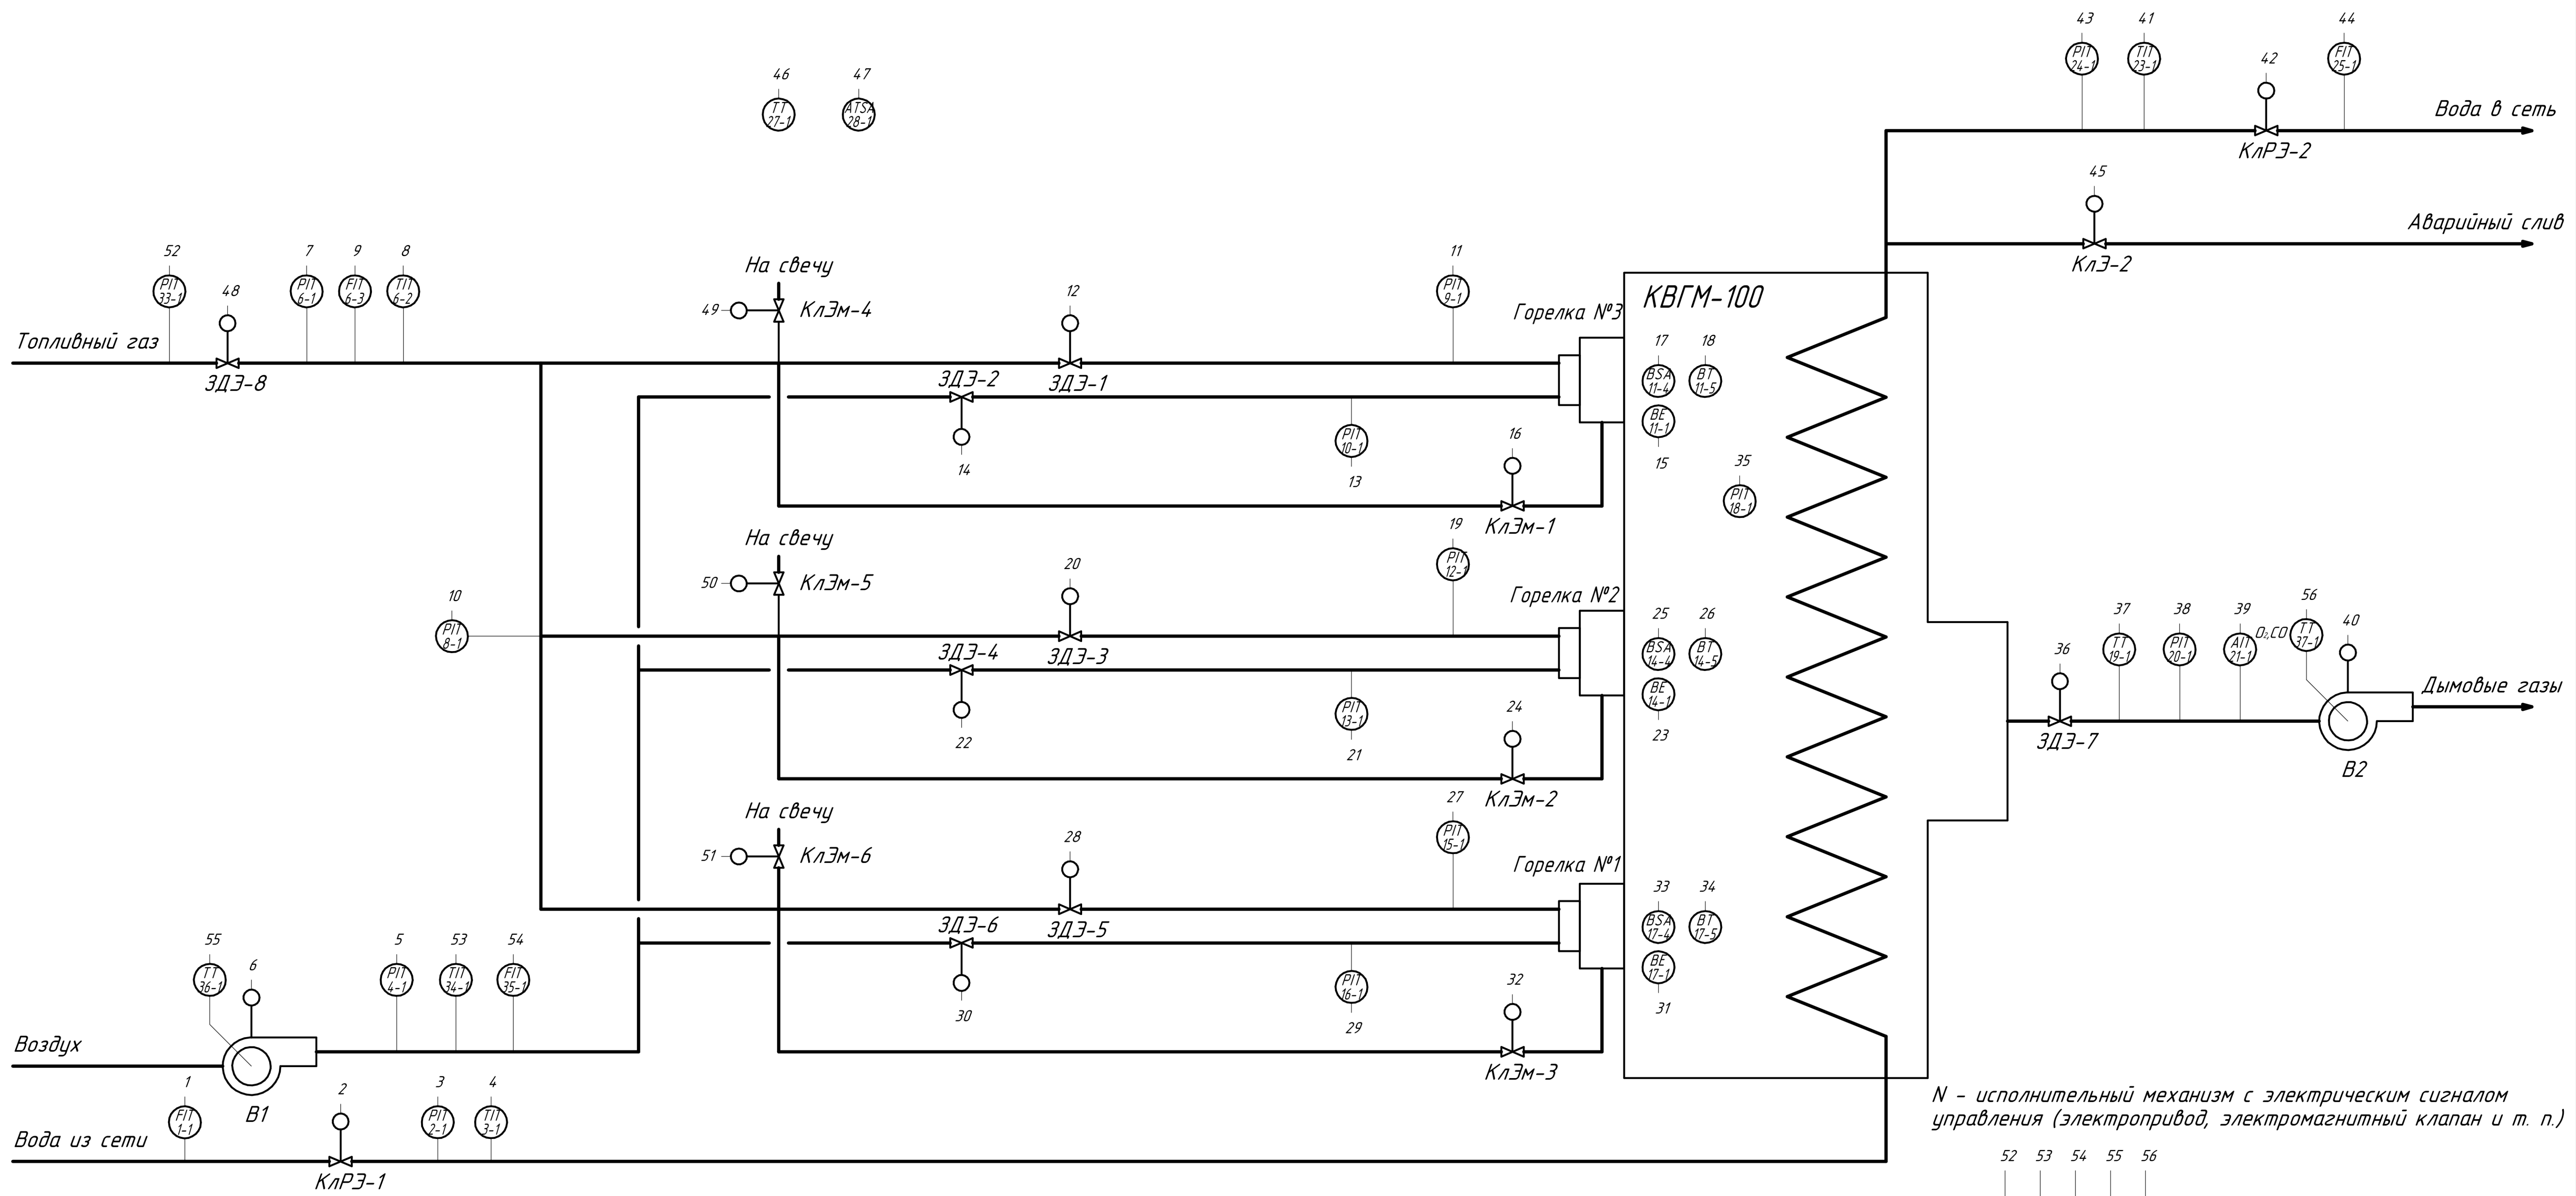 43
41
44
PIT
24-1
TIT
23-1
42
FIT
25-1
46
47
TT
27-1
ATSA
28-1
Вода в сеть
КлРЭ-2
45
Аварийный слив
КлЭ-2
52
PIT
33-1
48
7
PIT
6-1
9
FIT
6-3
8
TIT
6-2
Топливный газ
ЗДЭ-8
На свечу
49
КлЭм-4
12
ЗДЭ-2
ЗДЭ-1
11
PIT
9-1
Горелка №3
КВГМ-100
17
18
BSA
11-4
BT
11-5
BE
11-1
15
14
PIT
10-1
13
16
КлЭм-1
35
PIT
18-1
На свечу
50
КлЭм-5
20
19
PIT
12-1
10
PIT
8-1
ЗДЭ-4
ЗДЭ-3
Горелка №2
25
26
BSA
14-4
BT
14-5
BE
14-1
23
22
PIT
13-1
21
24
КлЭм-2
36
ЗДЭ-7
37
TT
19-1
38
PIT
20-1
39
AIT
21-1
O₂,CO
56
TT
37-1
40
Дымовые газы
В2
На свечу
51
КлЭм-6
28
27
PIT
15-1
ЗДЭ-6
ЗДЭ-5
Горелка №1
33
34
BSA
17-4
BT
17-5
BE
17-1
31
30
PIT
16-1
29
32
КлЭм-3
55
TT
36-1
6
5
PIT
4-1
53
TIT
34-1
54
FIT
35-1
Воздух
В1
1
FIT
1-1
2
3
PIT
2-1
4
TIT
3-1
Вода из сети
КлРЭ-1
N - исполнительный механизм с электрическим сигналом
управления (электропривод, электромагнитный клапан и т. п.)
52 53 54 55 56